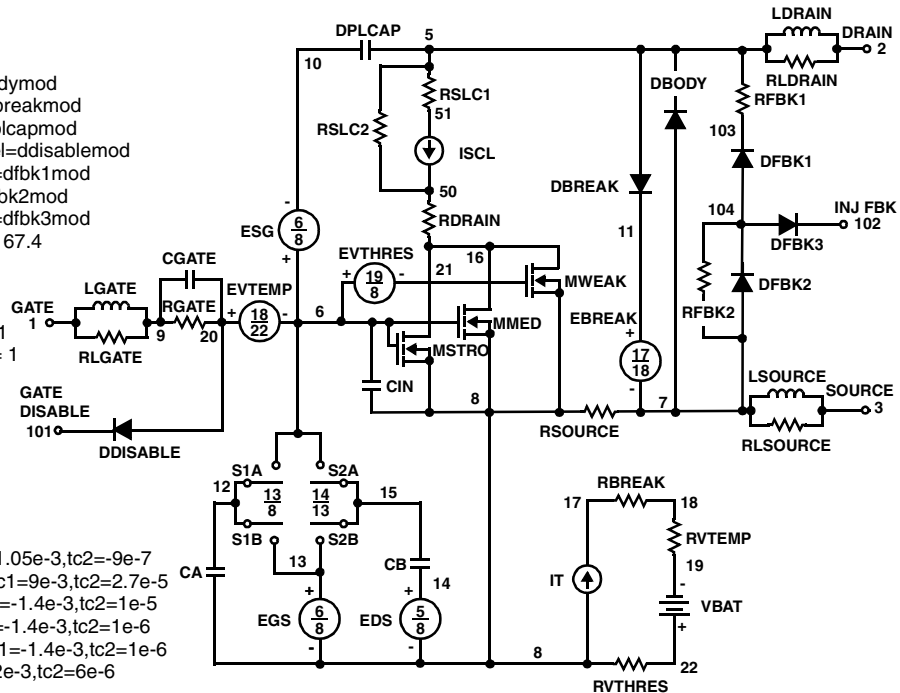 LDRAIN
DPLCAP 5 DRAIN
10 2
dymod
breakmod
plcapmod
el=ddisablemod
=dfbk1mod
bk2mod
=dfbk3mod
67.4
RLDRAIN
RSLC1
DBODY
RFBK1
51
RSLC2
103
ISCL
DFBK1
50
DBREAK
-
RDRAIN
104
INJ FBK
102
ESG 6
8
+
11
DFBK3
EVTHRES
16
21
+ 19 -
8
MWEAK
CGATE
LGATE
EVTEMP
DFBK2
RFBK2
GATE
1
RGATE
+ 18 -
22
6
MMED
EBREAK
+
9
20
1
= 1
RLGATE
MSTRO
17
18
-
LSOURCE
CIN
SOURCE
3
8
7
GATE
DISABLE
101
RSOURCE
RLSOURCE
DDISABLE
S1A
S2A
12
13
8
14
13
15
RBREAK
17
18
S1B
S2B
RVTEMP
13
CB
CA
19
14
IT
-
VBAT
+
+
EGS 6
8
-
+
EDS 5
8
-
8
22
RVTHRES
1.05e-3,tc2=-9e-7
c1=9e-3,tc2=2.7e-5
=-1.4e-3,tc2=1e-5
=-1.4e-3,tc2=1e-6
1=-1.4e-3,tc2=1e-6
2e-3,tc2=6e-6